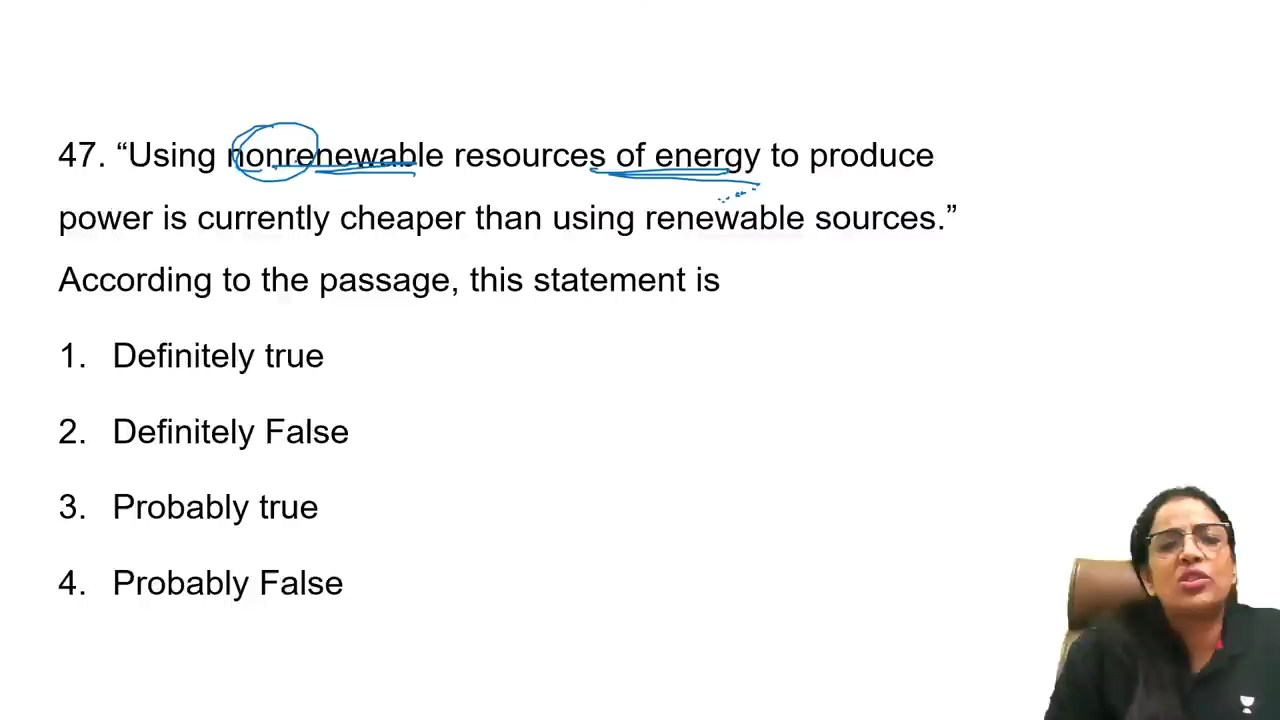 47. “Using nonrenewable resources of energy to produce
power is currently cheaper than using renewable sources.”
According to the passage, this statement is
1. Definitely true
2. Definitely False
3. Probably true
4. Probably False